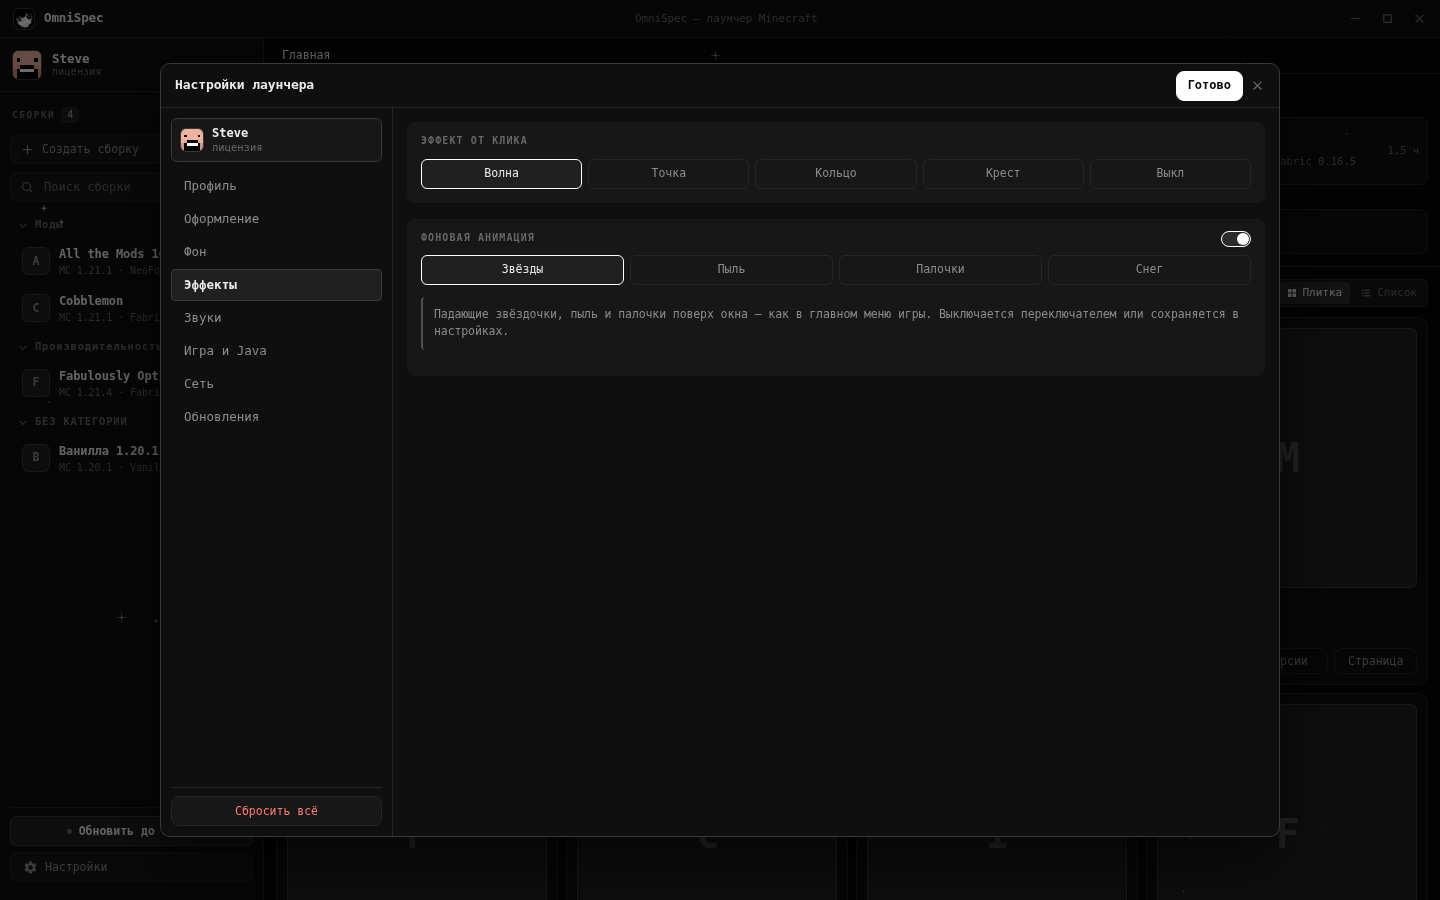 OmniSpec
OmniSpec — лаунчер Minecraft
Steve
лицензия
Главная
СБОРКИ 4
Создать сборку
Поиск сборки
Моды
A
All the Mods 1
MC 1.21.1 · NeoFo
C
Cobblemon
MC 1.21.1 · Fabri
Производительность
F
Fabulously Opt
MC 1.21.4 · Fabri
БЕЗ КАТЕГОРИИ
В
Ванилла 1.20.1
MC 1.20.1 · Vanil
Обновить до
Настройки
Настройки лаунчера
Готово
Steve
лицензия
Профиль
Оформление
Фон
Эффекты
Звуки
Игра и Java
Сеть
Обновления
Сбросить всё
ЭФФЕКТ ОТ КЛИКА
Волна
Точка
Кольцо
Крест
Выкл
ФОНОВАЯ АНИМАЦИЯ
Звёзды
Пыль
Палочки
Снег
Падающие звёздочки, пыль и палочки поверх окна — как в главном меню игры. Выключается переключателем или сохраняется в
настройках.
1,5 ч
abric 0.16.5
Плитка
Список
M
рсии
Страница
F